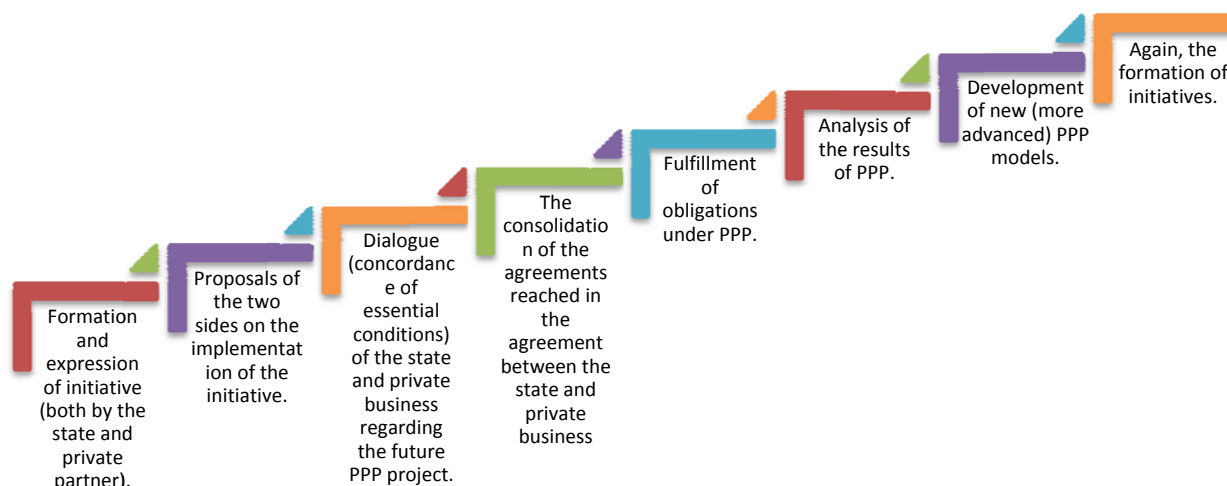 Formation
and
expression
of initiative
(both by the
state and
private
partner).
Proposals of
the two
sides on the
implementat
ion of the
initiative.
Dialogue
(concordanc
e of
essential
conditions)
of the state
and private
business
regarding
the future
PPP project.
The
consolidatio
n of the
agreements
reached in
the
agreement
between the
state and
private
business
Fulfillment
of
obligations
under PPP.
Analysis of
the results
of PPP.
Development
of new (more
advanced) PPP
models.
Again, the
formation of
initiatives.